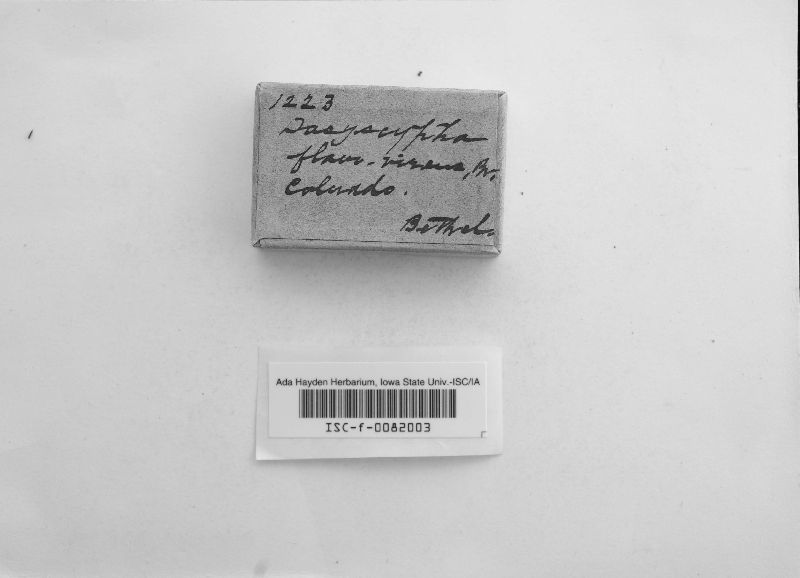 1223
Dasyscypha
flavo-virens, Br.
Colorado.
Bethel.
Ada Hayden Herbarium, Iowa State Univ.-ISC/IA
ISC-f-0082003